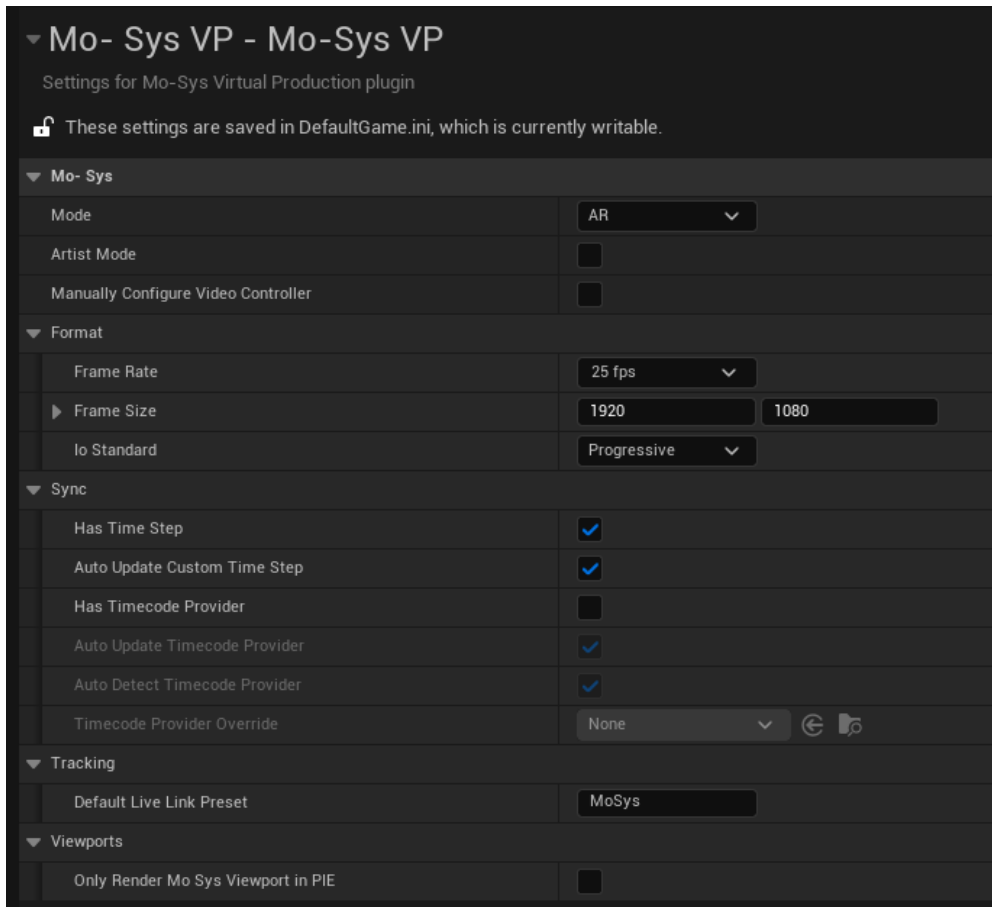 Mo- Sys VP - Mo-Sys VP
Settings for Mo-Sys Virtual Production plugin
These settings are saved in DefaultGame.ini, which is currently writable.
Mo- Sys
Mode AR
Artist Mode
Manually Configure Video Controller
Format
Frame Rate 25 fps
Frame Size 1920 1080
Io Standard Progressive
Sync
Has Time Step
Auto Update Custom Time Step
Has Timecode Provider
Auto Update Timecode Provider
Auto Detect Timecode Provider
Timecode Provider Override None
Tracking
Default Live Link Preset MoSys
Viewports
Only Render Mo Sys Viewport in PIE